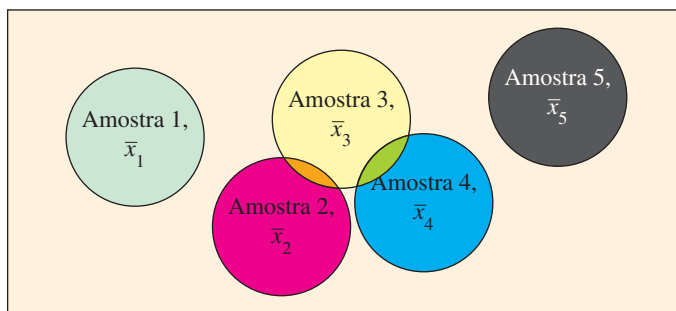 Amostra 1,
x̅₁
Amostra 2,
x̅₂
Amostra 3,
x̅₃
Amostra 4,
x̅₄
Amostra 5,
x̅₅